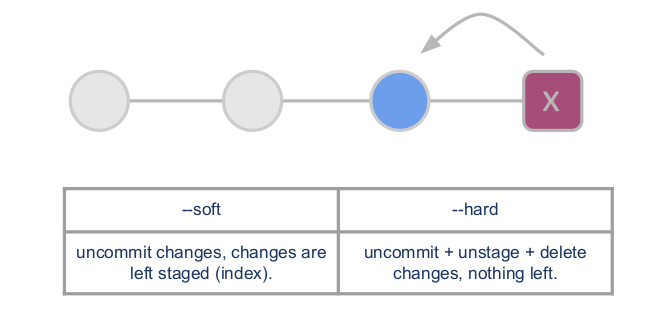 X
--soft
--hard
uncommit changes, changes are
left staged (index).
uncommit + unstage + delete
changes, nothing left.